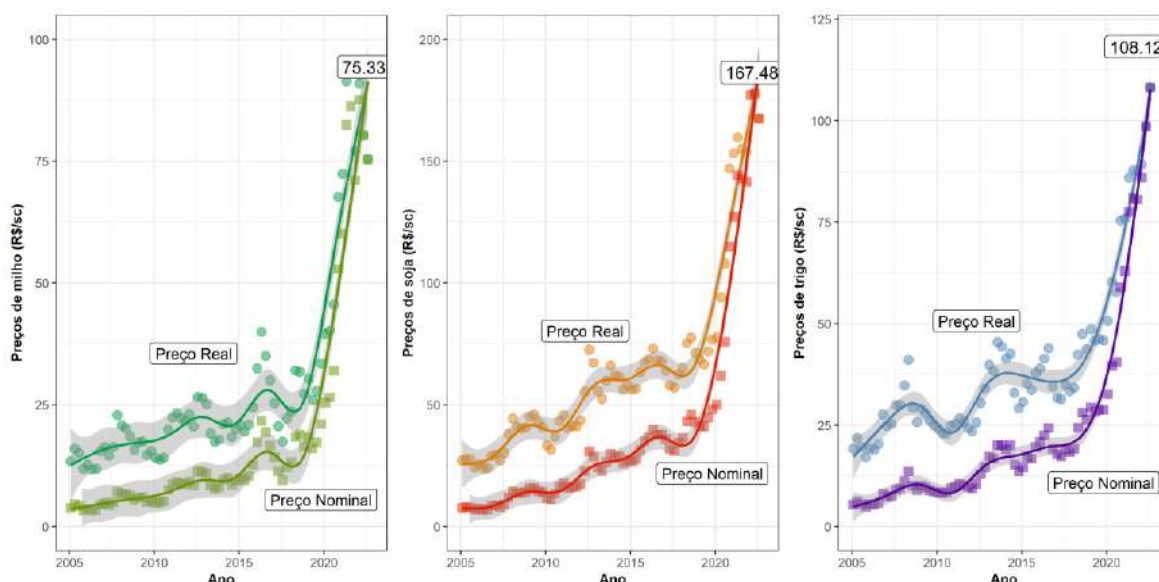 Preços de milho (R$/sc)
100
75
50
25
0
75.33
Preço Real
Preço Nominal
2005
2010
2015
2020
Ano
Preços de soja (R$/sc)
200
150
100
50
0
167.48
Preço Real
Preço Nominal
2005
2010
2015
2020
Ano
Preços de trigo (R$/sc)
125
100
75
50
25
0
108.12
Preço Real
Preço Nominal
2005
2010
2015
2020
Ano